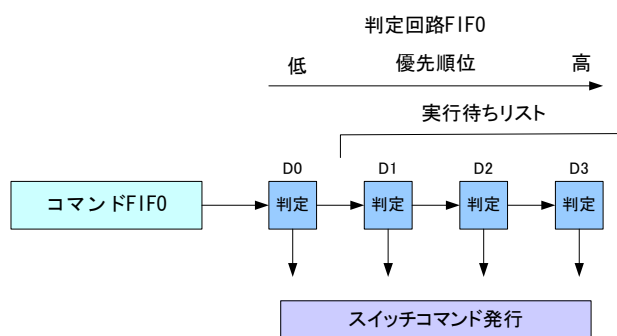 判定回路FIFO
低 優先順位 高
実行待ちリスト
D0 D1 D2 D3
コマンドFIFO 判定 判定 判定 判定
スイッチコマンド発行